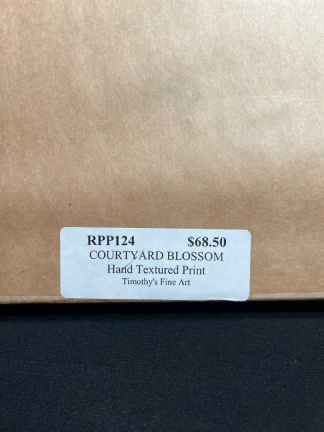 RPP124 $68.50
COURTYARD BLOSSOM
Hand Textured Print
Timothy's Fine Art